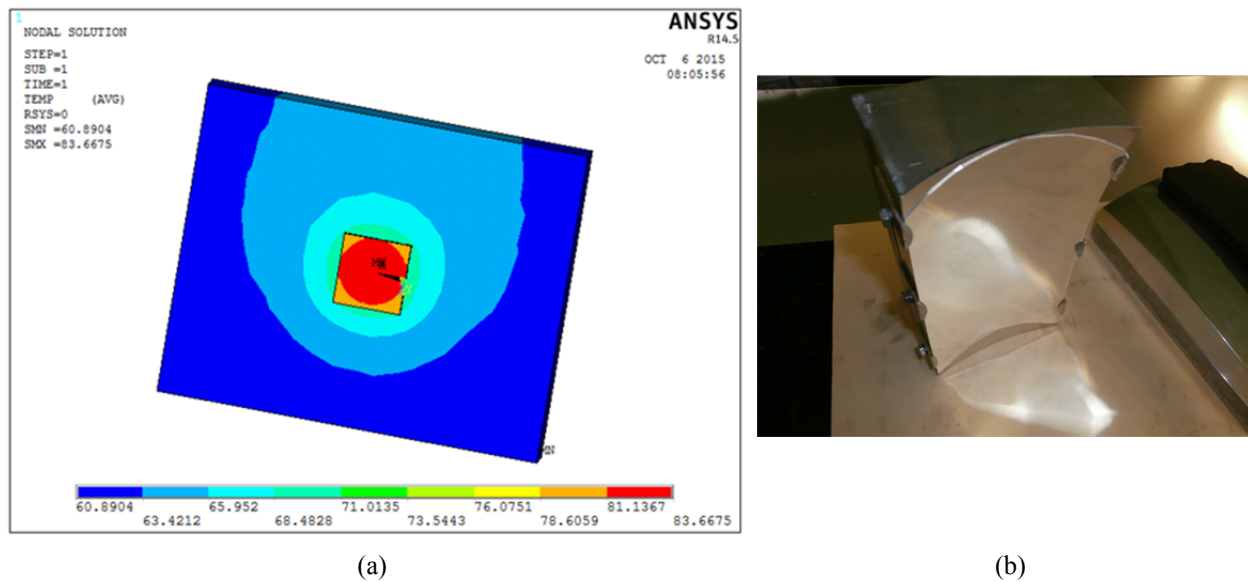 1
NODAL SOLUTION
STEP=1
SUB =1
TIME=1
TEMP (AVG)
RSYS=0
SMN =60.8904
SMX =83.6675
ANSYS
R14.5
OCT 6 2015
08:05:56
MX
MN
60.8904 65.952 71.0135 76.0751 81.1367
63.4212 68.4828 73.5443 78.6059 83.6675
(a) (b)